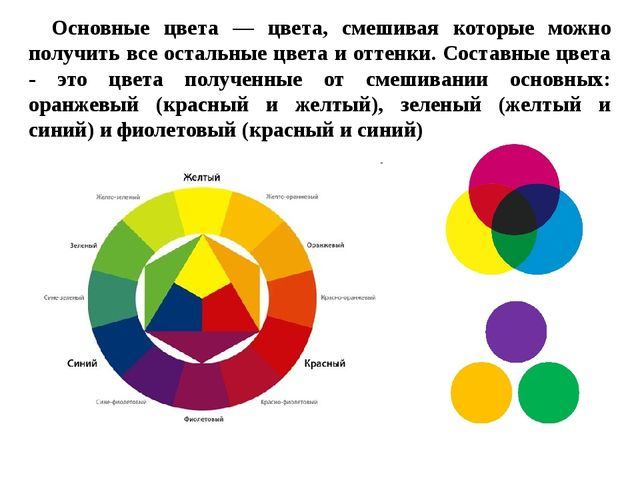 Основные цвета — цвета, смешивая которые можно
получить все остальные цвета и оттенки. Составные цвета
- это цвета полученные от смешивании основных:
оранжевый (красный и желтый), зеленый (желтый и
синий) и фиолетовый (красный и синий)
Желтый
Желто-зеленый
Желто-оранжевый
Зеленый
Оранжевый
Сине-зеленый
Красно-оранжевый
Синий
Красный
Сине-фиолетовый
Красно-фиолетовый
Фиолетовый